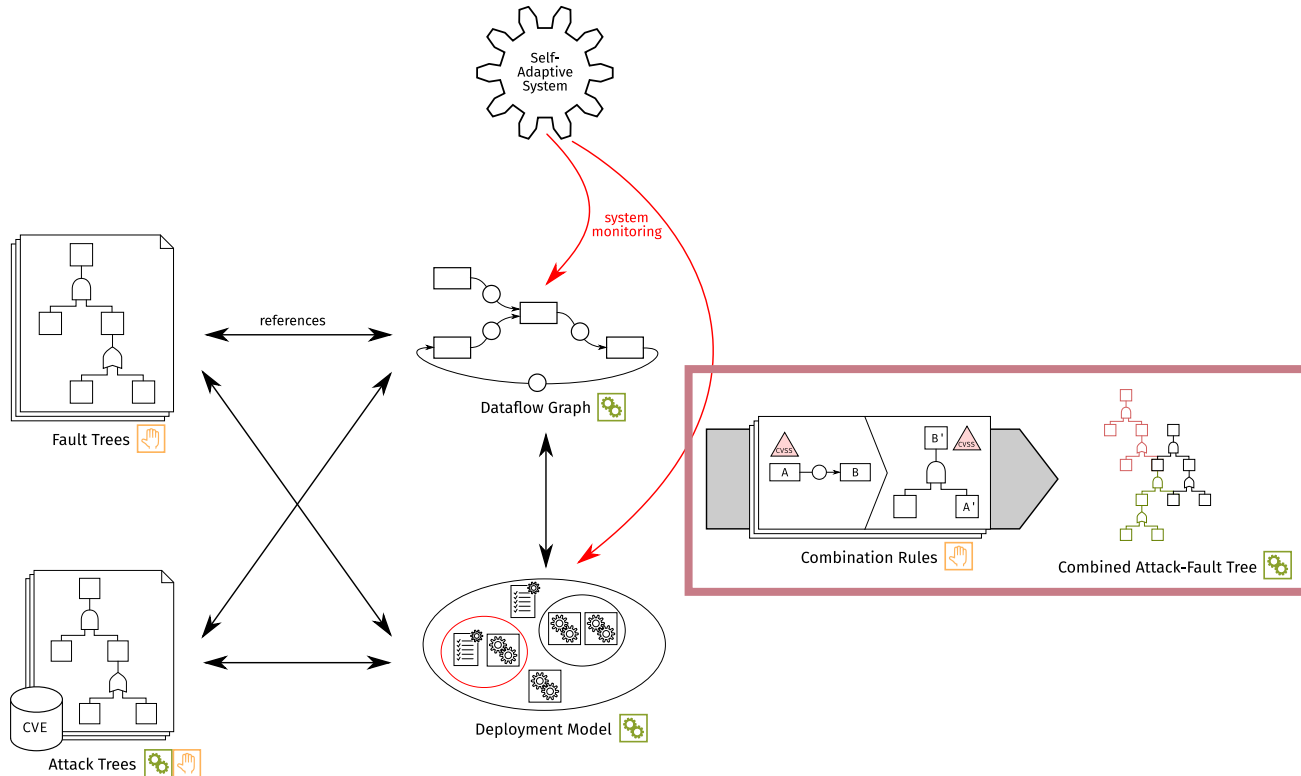 Self-
Adaptive
System
system
monitoring
references
Fault Trees
Dataflow Graph
CVSS
A
B
B'
CVSS
A'
Combination Rules
Combined Attack-Fault Tree
CVE
Attack Trees
Deployment Model